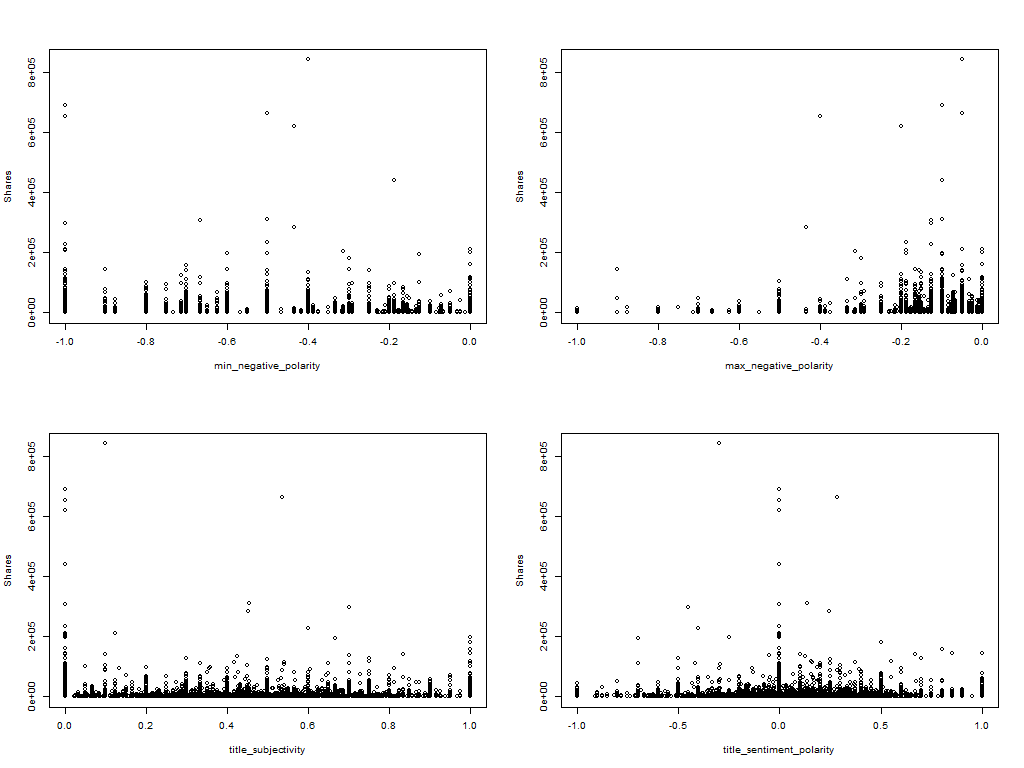 Shares
0e+00 2e+05 4e+05 6e+05 8e+05
-1.0 -0.8 -0.6 -0.4 -0.2 0.0
min_negative_polarity
Shares
0e+00 2e+05 4e+05 6e+05 8e+05
-1.0 -0.8 -0.6 -0.4 -0.2 0.0
max_negative_polarity
Shares
0e+00 2e+05 4e+05 6e+05 8e+05
0.0 0.2 0.4 0.6 0.8 1.0
title_subjectivity
Shares
0e+00 2e+05 4e+05 6e+05 8e+05
-1.0 -0.5 0.0 0.5 1.0
title_sentiment_polarity